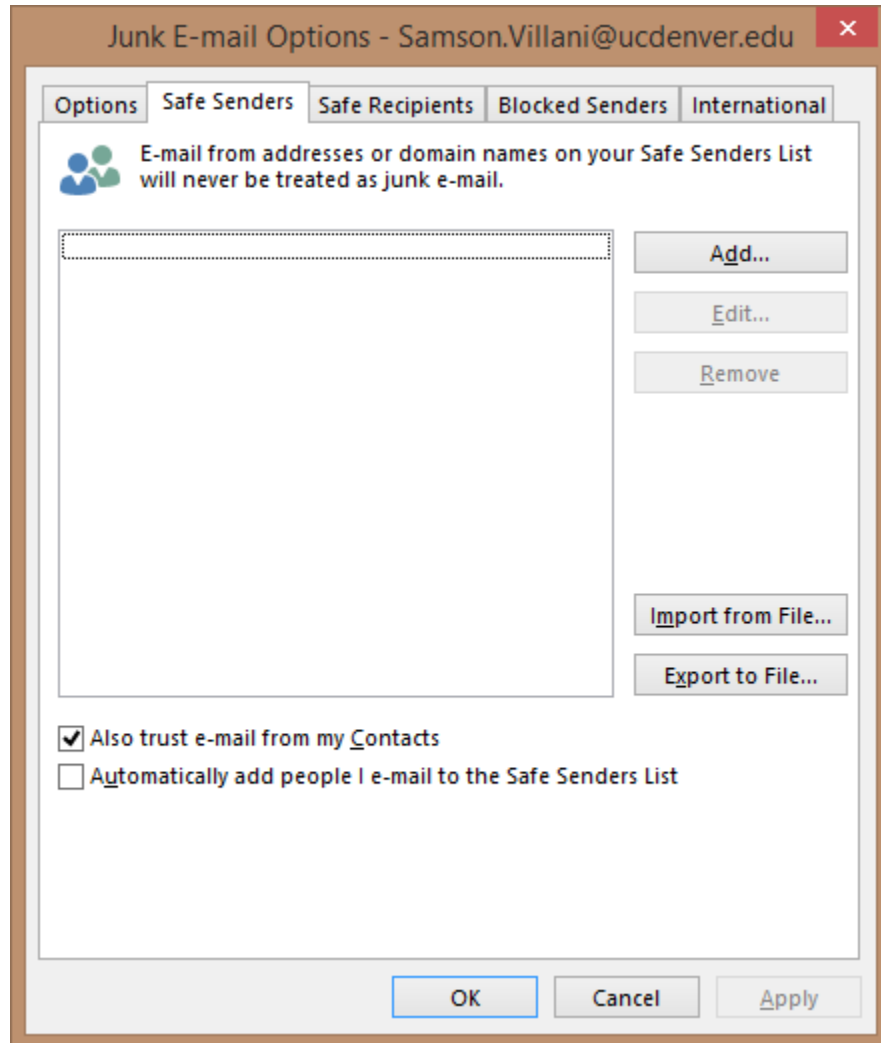 Junk E-mail Options - Samson.Villani@ucdenver.edu
Options Safe Senders Safe Recipients Blocked Senders International
E-mail from addresses or domain names on your Safe Senders List
will never be treated as junk e-mail.
Add...
Edit...
Remove
Import from File...
Export to File...
Also trust e-mail from my Contacts
Automatically add people I e-mail to the Safe Senders List
OK Cancel Apply